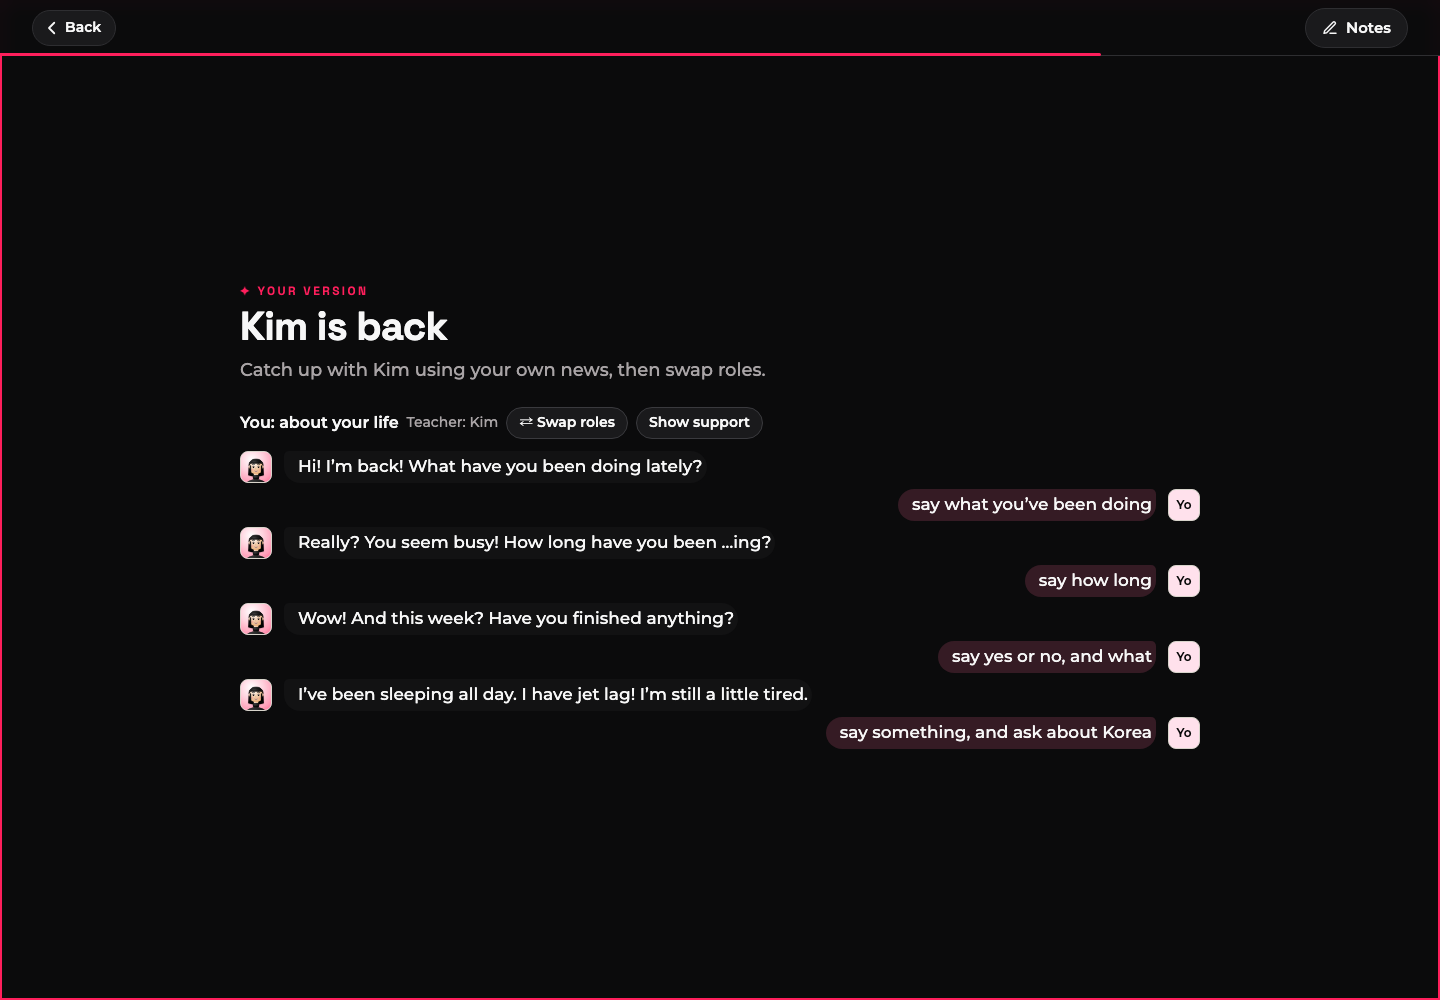 Back
Notes
✦ YOUR VERSION
Kim is back
Catch up with Kim using your own news, then swap roles.
You: about your life Teacher: Kim ⇄ Swap roles Show support
Hi! I’m back! What have you been doing lately?
say what you’ve been doing Yo
Really? You seem busy! How long have you been ...ing?
say how long Yo
Wow! And this week? Have you finished anything?
say yes or no, and what Yo
I’ve been sleeping all day. I have jet lag! I’m still a little tired.
say something, and ask about Korea Yo